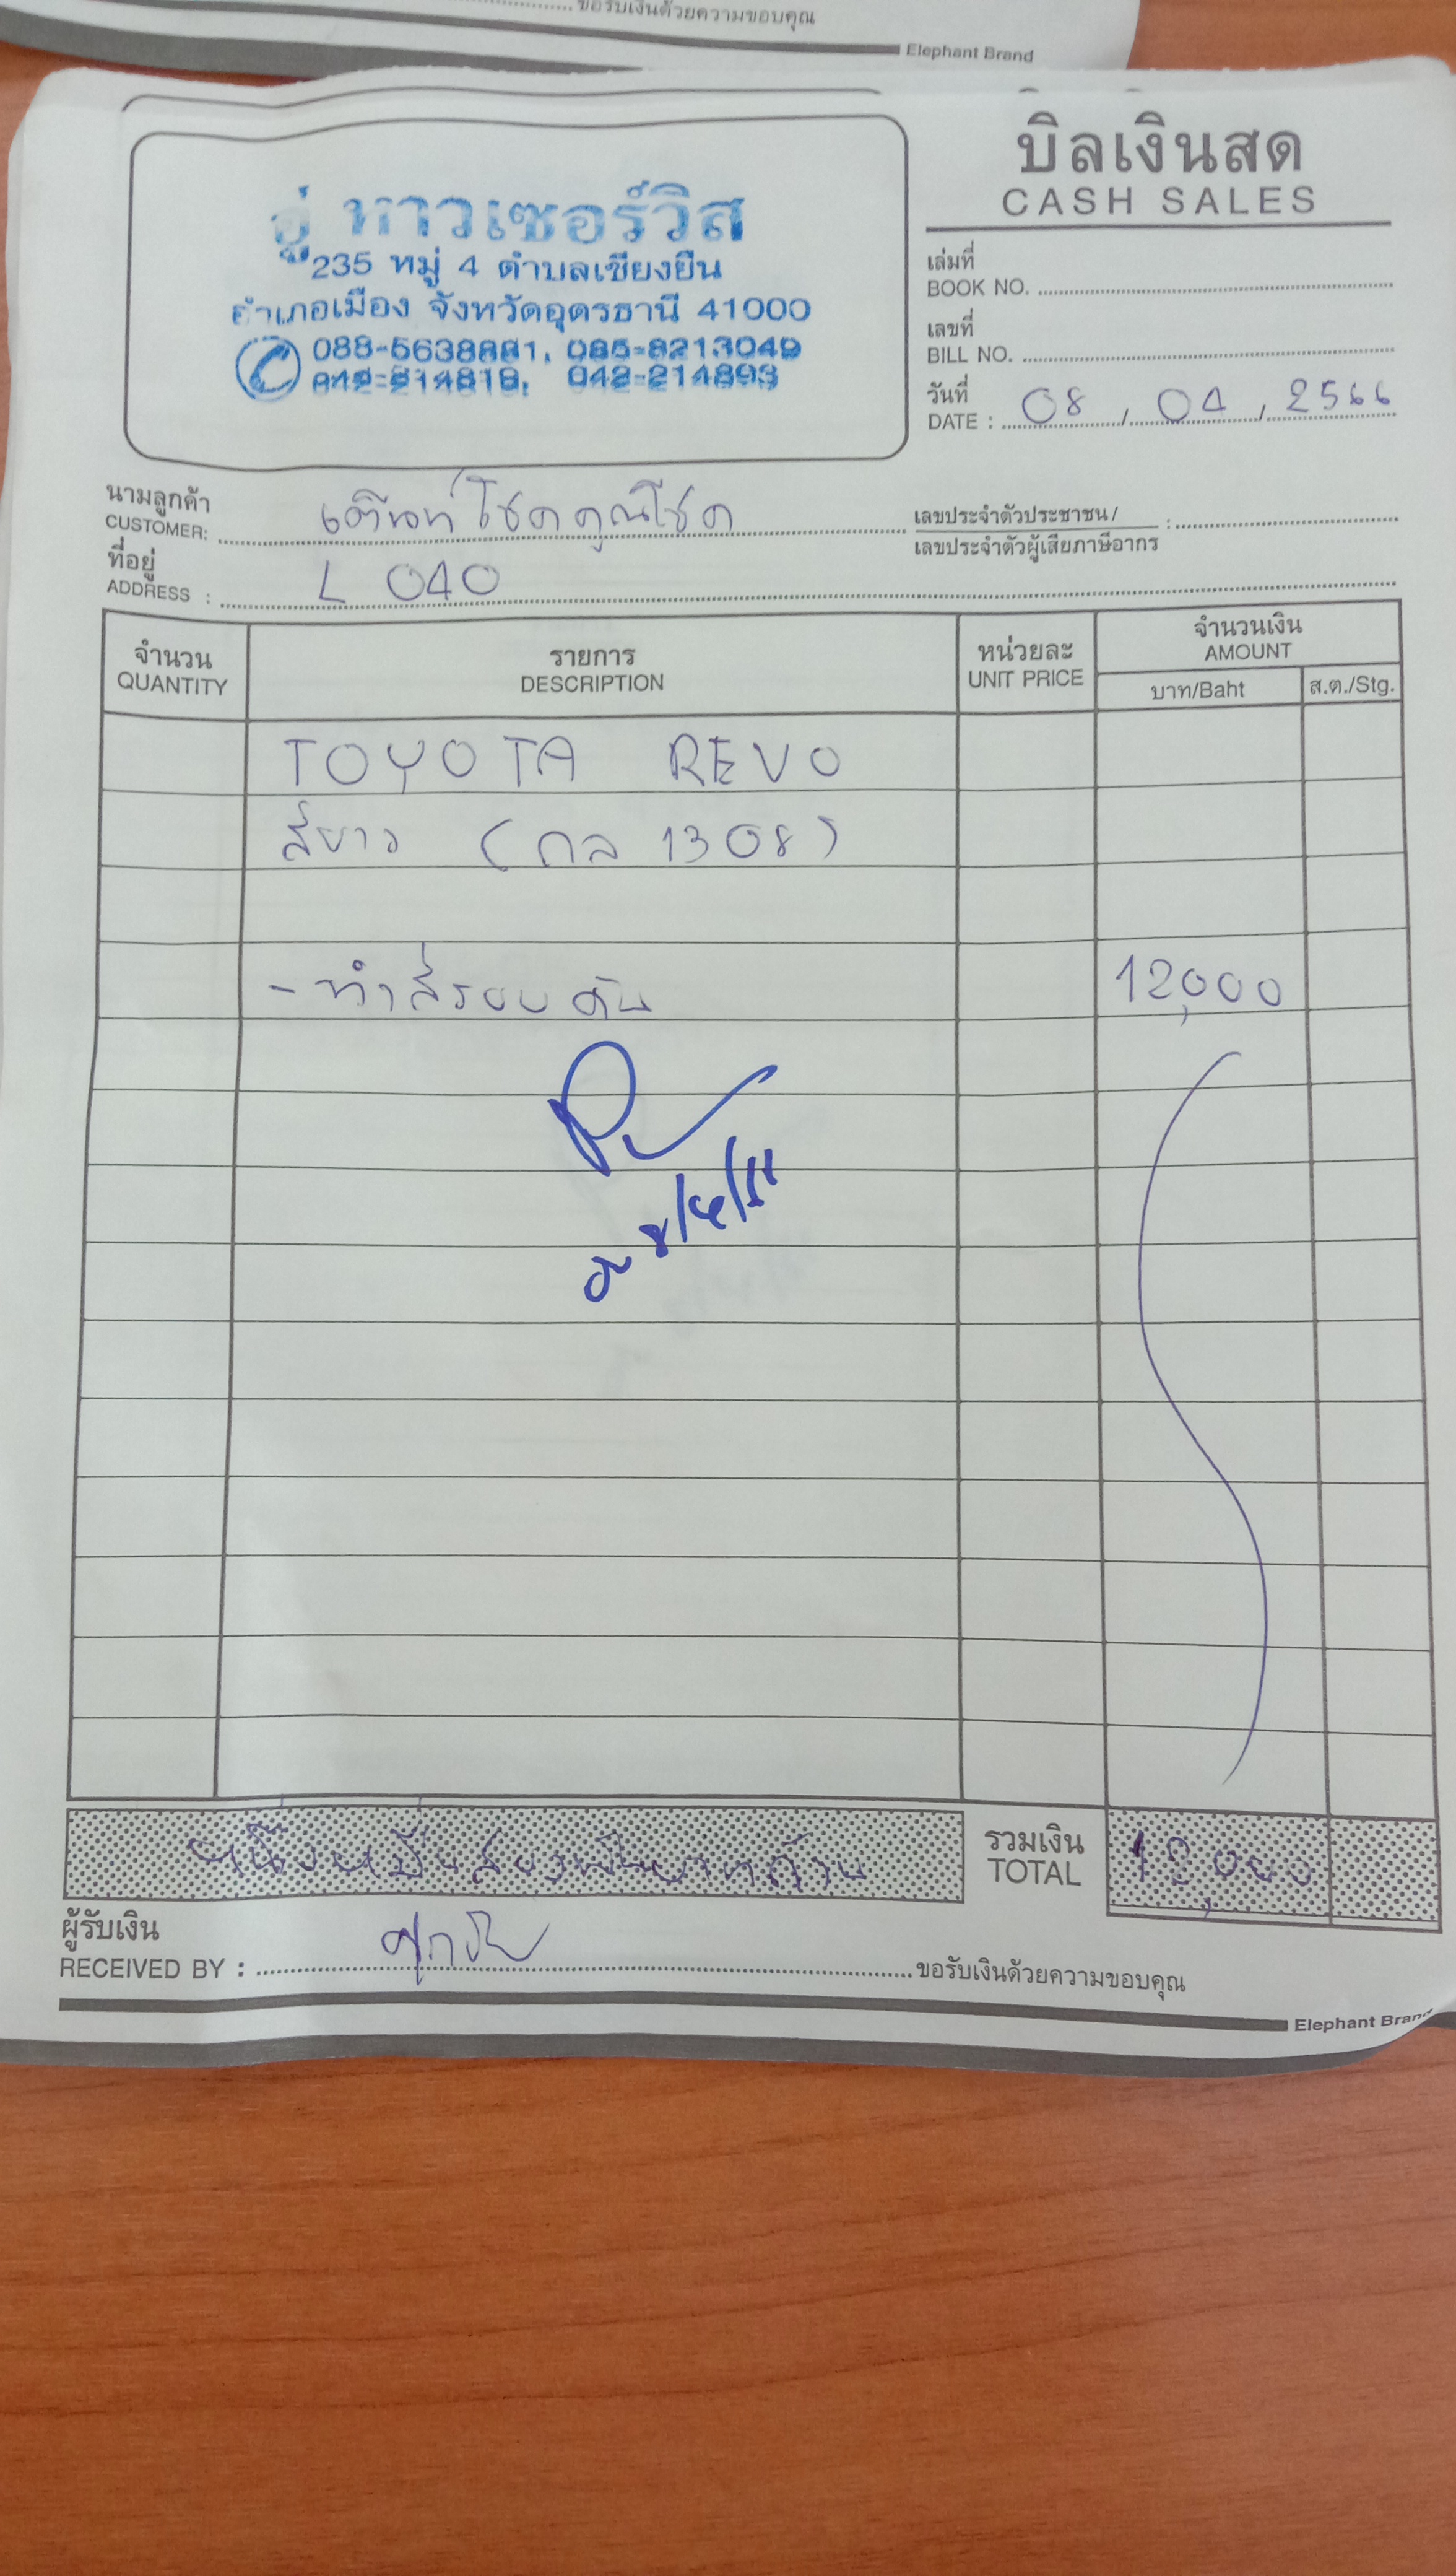 ขอรับเงินด้วยความขอบคุณ
Elephant Brand
บิลเงินสด
CASH SALES
อู่ ทาวเซอร์วิส
235 หมู่ 4 ตำบลเชียงยืน
อำเภอเมือง จังหวัดอุดรธานี 41000
088-5638881, 085-8213049
042-214819, 042-214893
เล่มที่
BOOK NO.
เลขที่
BILL NO.
วันที่
DATE : 08 / 04 / 2566
นามลูกค้า
CUSTOMER: เต็นท์โชคคูณโชค
เลขประจำตัวประชาชน /
เลขประจำตัวผู้เสียภาษีอากร :
ที่อยู่
ADDRESS : L 040
จำนวน
QUANTITY
รายการ
DESCRIPTION
หน่วยละ
UNIT PRICE
จำนวนเงิน
AMOUNT
บาท/Baht
ส.ต./Stg.
TOYOTA REVO
สีขาว (กล 1308)
- ทำสีรอบคัน 12,000
8/4/66
หนึ่งหมื่นสองพันบาทถ้วน
รวมเงิน
TOTAL
12,000
ผู้รับเงิน
RECEIVED BY : ขอรับเงินด้วยความขอบคุณ
Elephant Brand